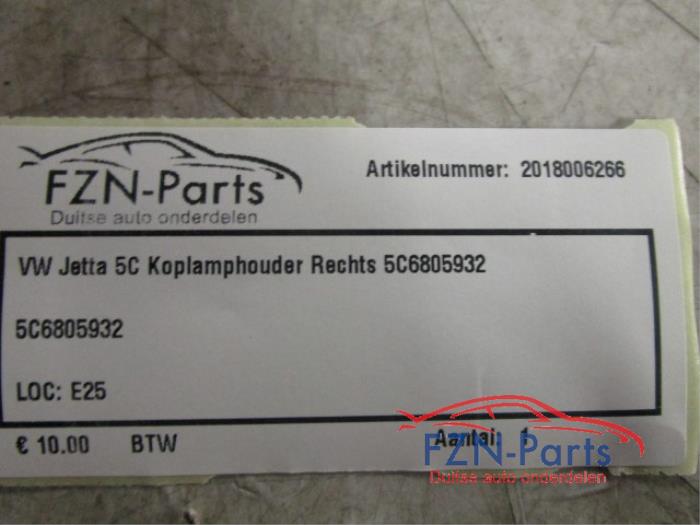 FZN-Parts
Duitse auto onderdelen
Artikelnummer: 2018006266
VW Jetta 5C Koplamphouder Rechts 5C6805932
5C6805932
LOC: E25
€ 10.00 BTW Aantal: 1
FZN-Parts
Duitse auto onderdelen